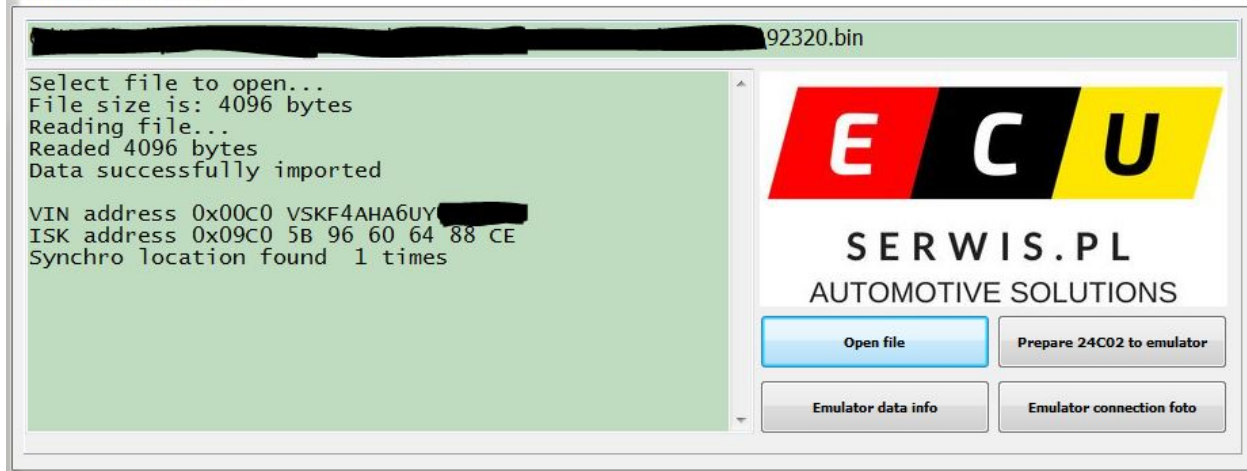 92320.bin
Select file to open...
File size is: 4096 bytes
Reading file...
Readed 4096 bytes
Data successfully imported
VIN address 0x00C0 VSKF4AHA6UY
ISK address 0x09C0 5B 96 60 64 88 CE
Synchro location found 1 times
E C U
SERWIS.PL
AUTOMOTIVE SOLUTIONS
Open file
Prepare 24C02 to emulator
Emulator data info
Emulator connection foto